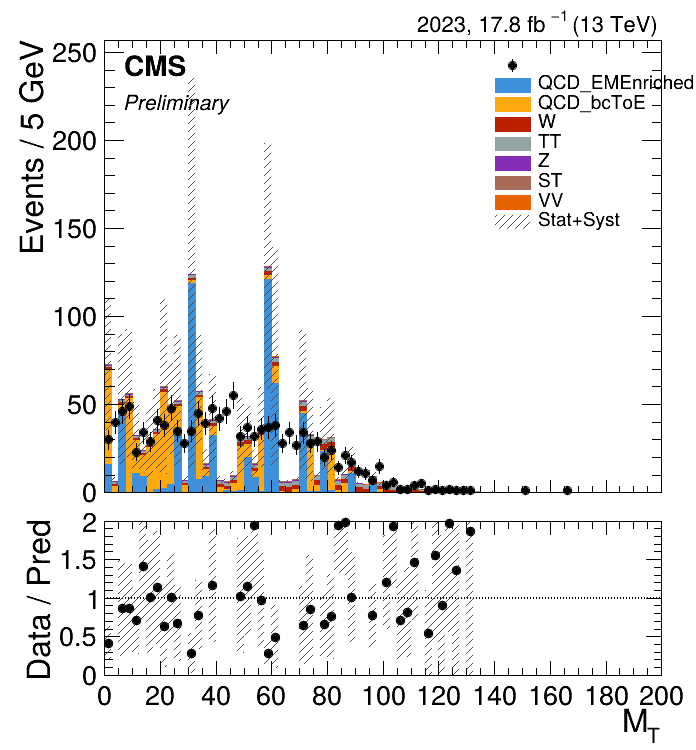 2023, 17.8 fb⁻¹ (13 TeV)
CMS
Preliminary
QCD_EMEnriched
QCD_bcToE
W
TT
Z
ST
VV
Stat+Syst
Events / 5 GeV
250
200
150
100
50
0
Data / Pred
2
1.5
1
0.5
0
0 20 40 60 80 100 120 140 160 180 200
M_T